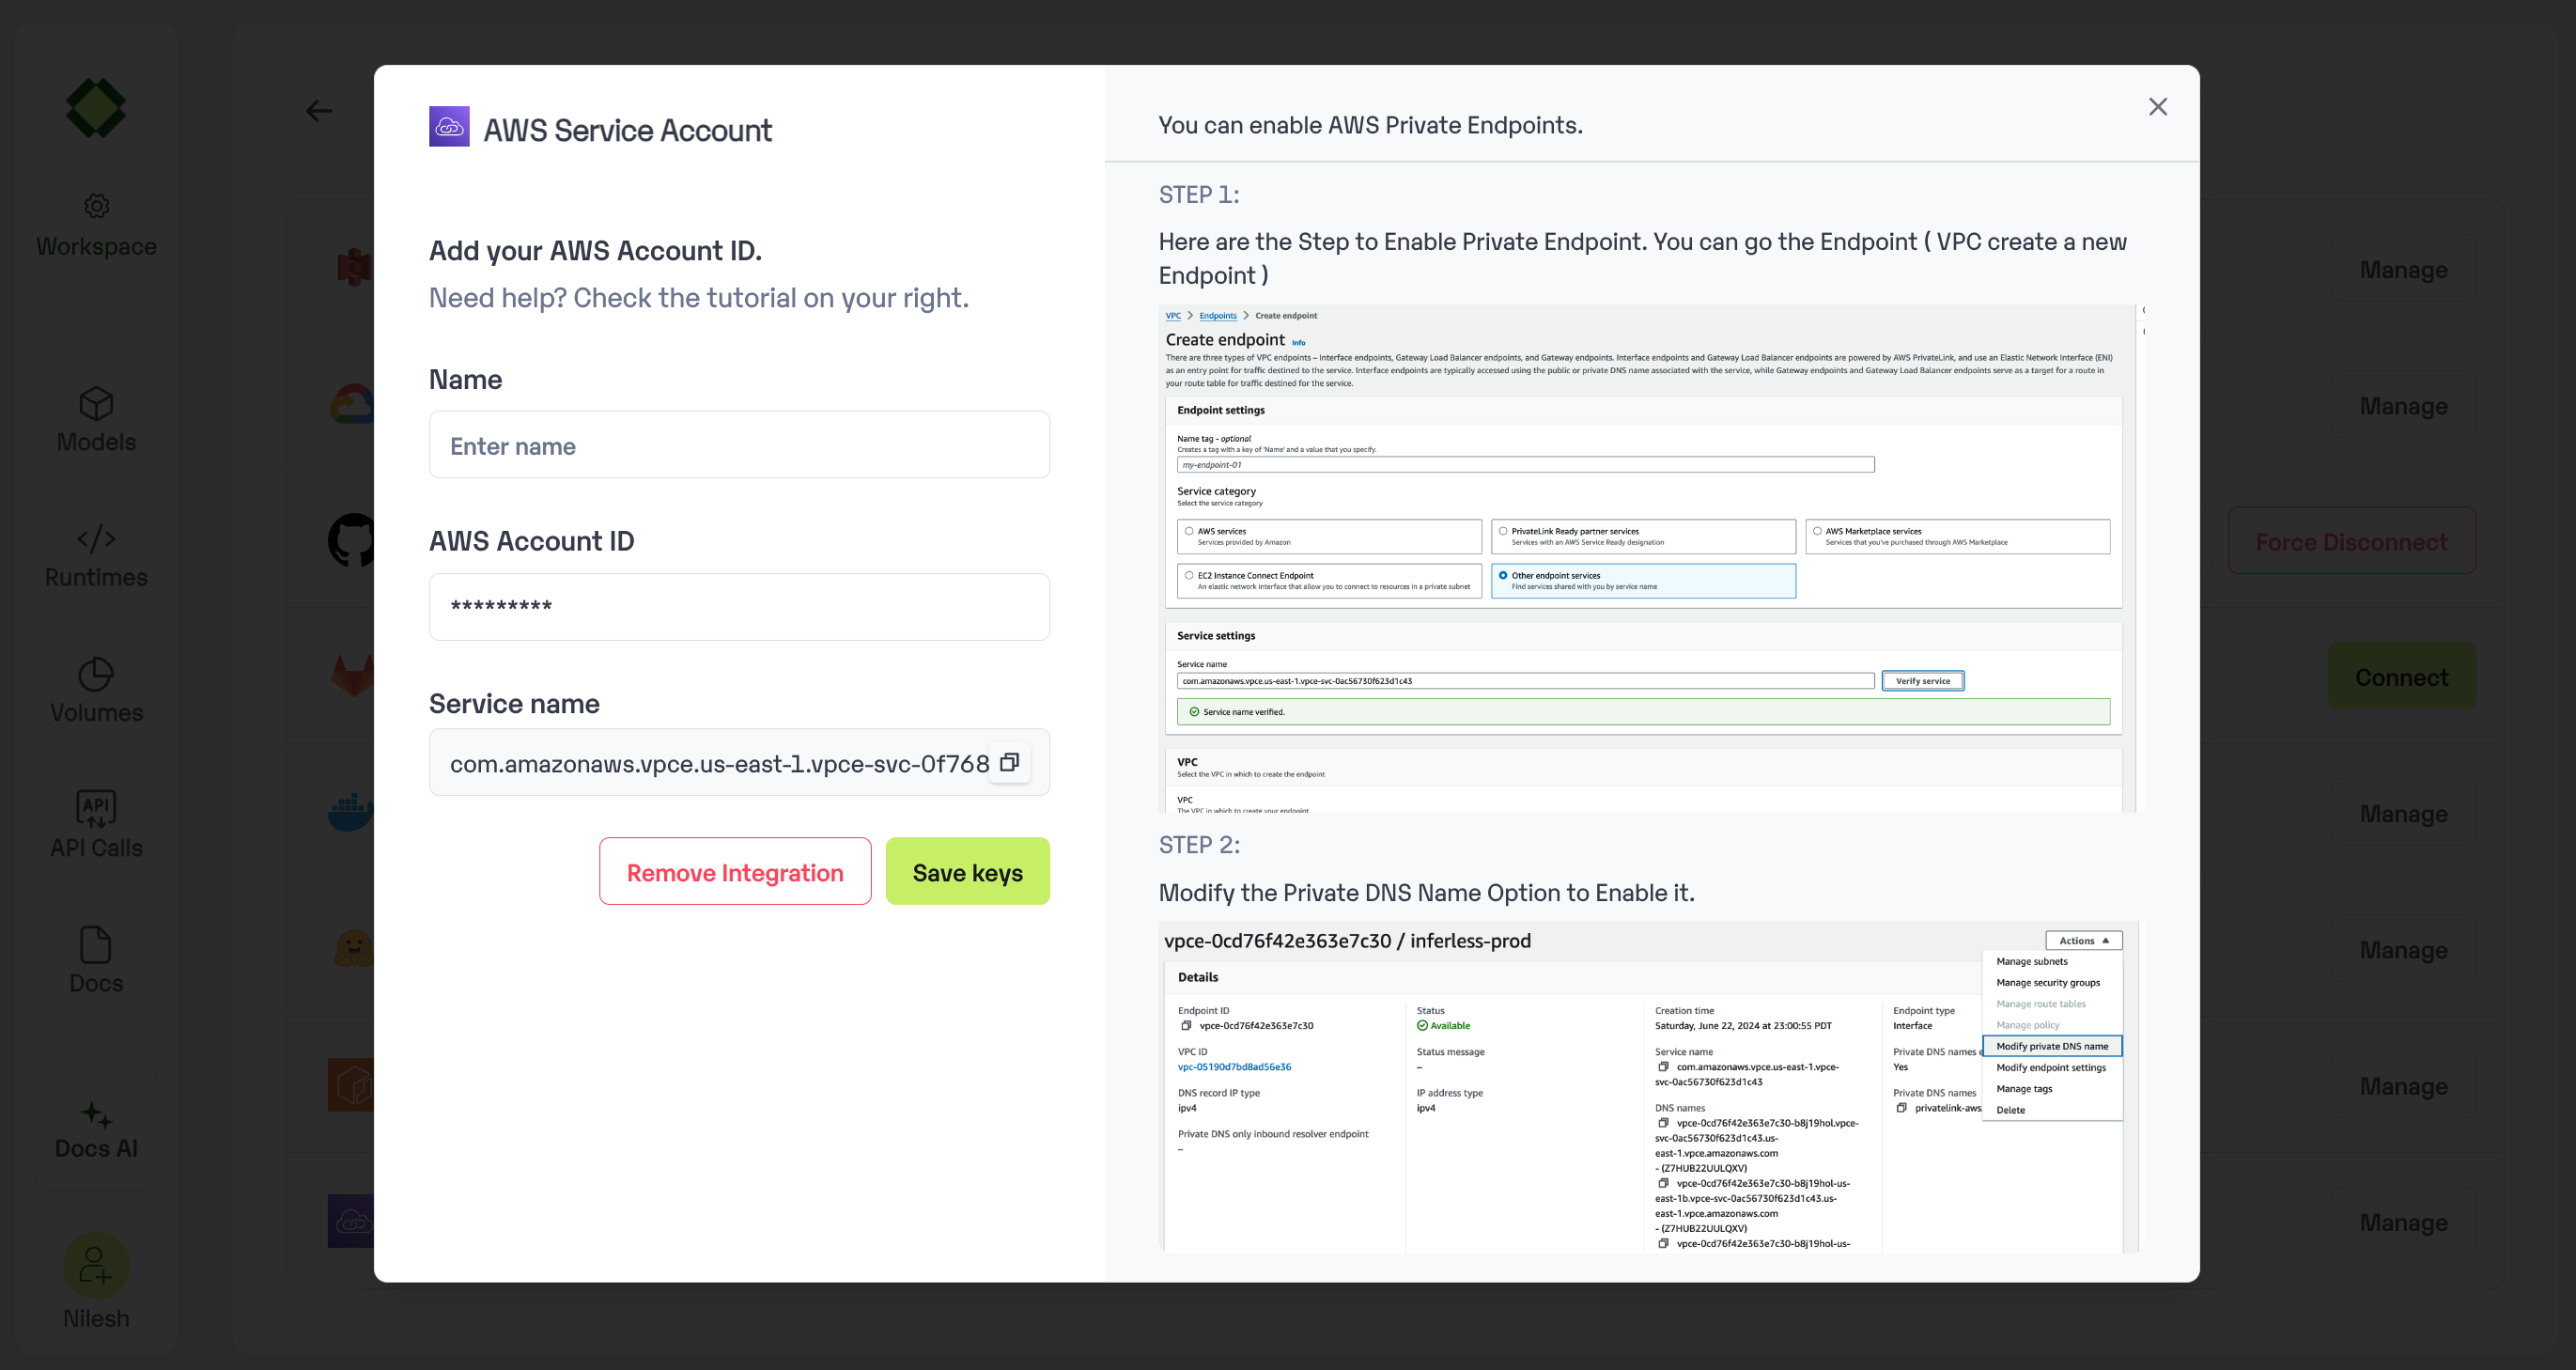 Workspace
Models
Runtimes
Volumes
API
API Calls
Docs
Docs AI
Nilesh
AWS Service Account
Add your AWS Account ID.
Need help? Check the tutorial on your right.
Name
Enter name
AWS Account ID
*********
Service name
com.amazonaws.vpce.us-east-1.vpce-svc-0f768
Remove Integration
Save keys
You can enable AWS Private Endpoints.
STEP 1:
Here are the Step to Enable Private Endpoint. You can go the Endpoint ( VPC create a new
Endpoint )
VPC > Endpoints > Create endpoint
Create endpoint Info
There are three types of VPC endpoints – Interface endpoints, Gateway Load Balancer endpoints, and Gateway endpoints. Interface endpoints and Gateway Load Balancer endpoints are powered by AWS PrivateLink, and use an Elastic Network Interface (ENI)
as an entry point for traffic destined to the service. Interface endpoints are typically accessed using the public or private DNS name associated with the service, while Gateway endpoints and Gateway Load Balancer endpoints serve as a target for a route in
your route table for traffic destined for the service.
Endpoint settings
Name tag - optional
Creates a tag with a key of 'Name' and a value that you specify.
my-endpoint-01
Service category
Select the service category
AWS services
Services provided by Amazon
PrivateLink Ready partner services
Services with an AWS Service Ready designation
AWS Marketplace services
Services that you've purchased through AWS Marketplace
EC2 Instance Connect Endpoint
An elastic network interface that allow you to connect to resources in a private subnet
Other endpoint services
Find services shared with you by service name
Service settings
Service name
com.amazonaws.vpce.us-east-1.vpce-svc-0ac56730f623d1c43
Verify service
Service name verified.
VPC
Select the VPC in which to create the endpoint
VPC
The VPC in which to create your endpoint.
STEP 2:
Modify the Private DNS Name Option to Enable it.
vpce-0cd76f42e363e7c30 / inferless-prod
Actions
Manage subnets
Manage security groups
Manage route tables
Manage policy
Modify private DNS name
Modify endpoint settings
Manage tags
Delete
Details
Endpoint ID
vpce-0cd76f42e363e7c30
VPC ID
vpc-05190d7bd8ad56e36
DNS record IP type
ipv4
Private DNS only inbound resolver endpoint
–
Status
Available
Status message
–
IP address type
ipv4
Creation time
Saturday, June 22, 2024 at 23:00:55 PDT
Service name
com.amazonaws.vpce.us-east-1.vpce-
svc-0ac56730f623d1c43
DNS names
vpce-0cd76f42e363e7c30-b8j19hol.vpce-
svc-0ac56730f623d1c43.us-
east-1.vpce.amazonaws.com
- (Z7HUB22UULQXV)
vpce-0cd76f42e363e7c30-b8j19hol-us-
east-1b.vpce-svc-0ac56730f623d1c43.us-
east-1.vpce.amazonaws.com
- (Z7HUB22UULQXV)
vpce-0cd76f42e363e7c30-b8j19hol-us-
Endpoint type
Interface
Private DNS names e
Yes
Private DNS names
privatelink-aws
Manage
Manage
Force Disconnect
Connect
Manage
Manage
Manage
Manage